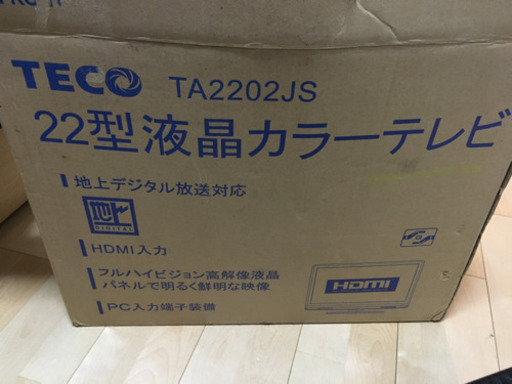 TECO TA2202JS
22型液晶カラーテレビ
地上デジタル放送対応
地上
DIGITAL
HDMI入力
フルハイビジョン高解像液晶
パネルで明るく鮮明な映像
HDMI
PC入力端子装備